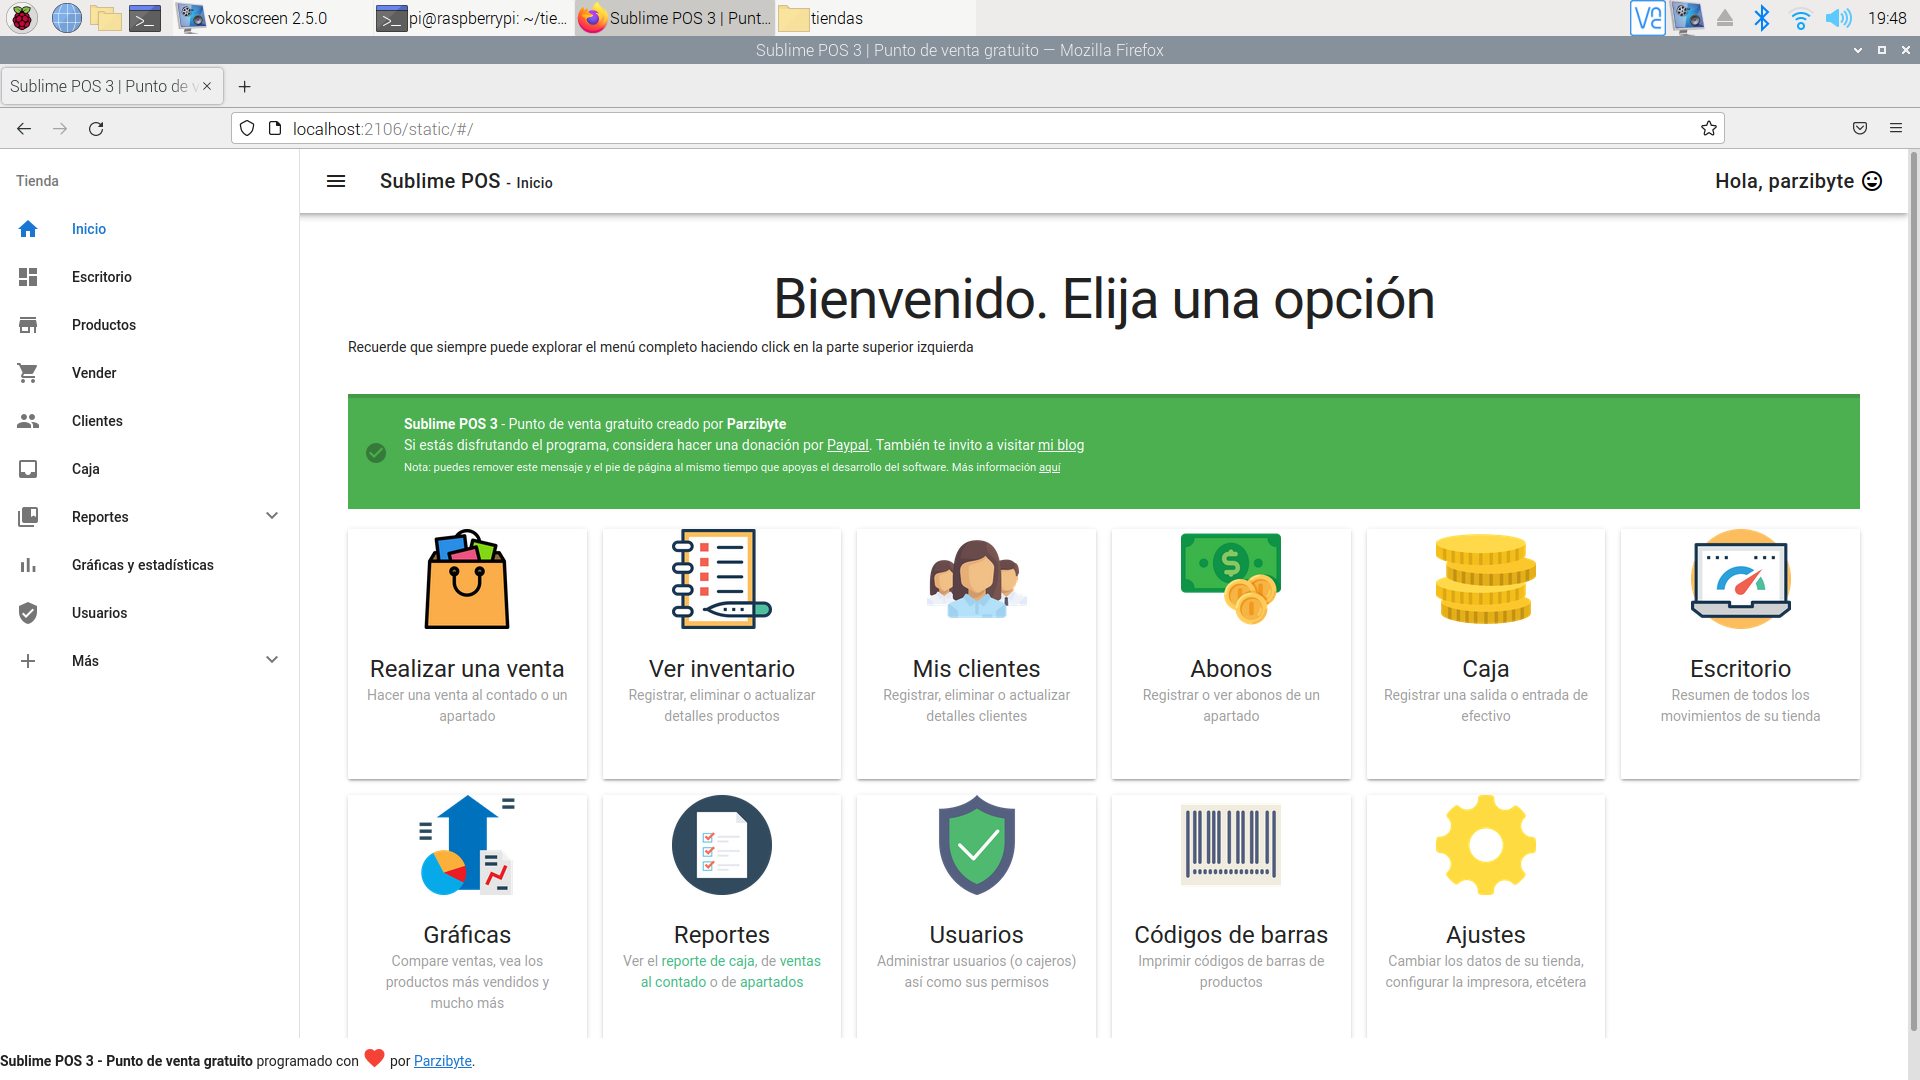 vokoscreen 2.5.0
pi@raspberrypi: ~/tie...
Sublime POS 3 | Punt...
tiendas
19:48
Sublime POS 3 | Punto de venta gratuito — Mozilla Firefox
Sublime POS 3 | Punto de v
localhost:2106/static/#/
Tienda
Inicio
Escritorio
Productos
Vender
Clientes
Caja
Reportes
Gráficas y estadísticas
Usuarios
Más
Sublime POS - Inicio
Hola, parzibyte
Bienvenido. Elija una opción
Recuerde que siempre puede explorar el menú completo haciendo click en la parte superior izquierda
Sublime POS 3 - Punto de venta gratuito creado por Parzibyte
Si estás disfrutando el programa, considera hacer una donación por Paypal. También te invito a visitar mi blog
Nota: puedes remover este mensaje y el pie de página al mismo tiempo que apoyas el desarrollo del software. Más información aquí
Realizar una venta
Hacer una venta al contado o un
apartado
Ver inventario
Registrar, eliminar o actualizar
detalles productos
Mis clientes
Registrar, eliminar o actualizar
detalles clientes
Abonos
Registrar o ver abonos de un
apartado
Caja
Registrar una salida o entrada de
efectivo
Escritorio
Resumen de todos los
movimientos de su tienda
Gráficas
Compare ventas, vea los
productos más vendidos y
mucho más
Reportes
Ver el reporte de caja, de ventas
al contado o de apartados
Usuarios
Administrar usuarios (o cajeros)
así como sus permisos
Códigos de barras
Imprimir códigos de barras de
productos
Ajustes
Cambiar los datos de su tienda,
configurar la impresora, etcétera
Sublime POS 3 - Punto de venta gratuito programado con por Parzibyte.